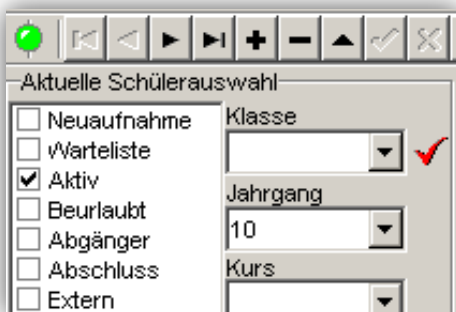 Aktuelle Schülerauswahl
Neuaufnahme
Warteliste
Aktiv
Beurlaubt
Abgänger
Abschluss
Extern
Klasse
Jahrgang
10
Kurs